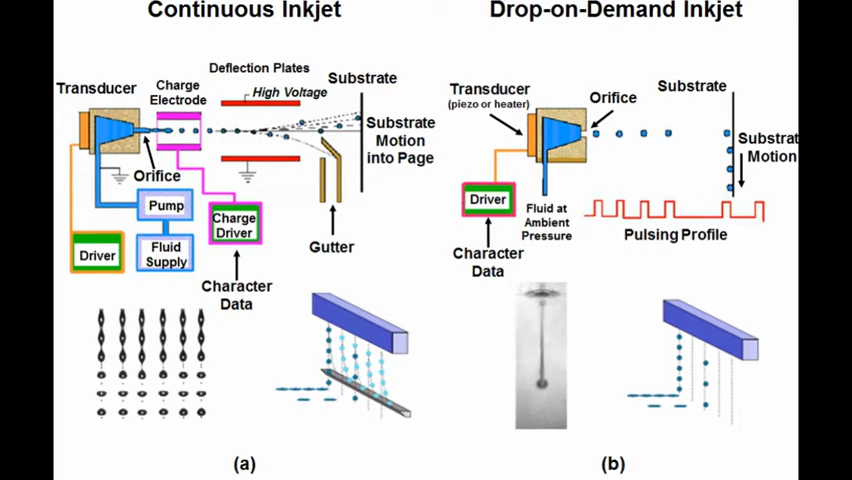 Continuous Inkjet
Deflection Plates
High Voltage
Transducer
Charge
Electrode
Substrate
Substrate
Motion
into Page
Orifice
Pump
Fluid
Supply
Driver
Charge
Driver
Gutter
Character
Data
(a)
Drop-on-Demand Inkjet
Transducer
(piezo or heater)
Orifice
Substrate
Substrat
Motion
Driver
Fluid at
Ambient
Pressure
Pulsing Profile
Character
Data
(b)